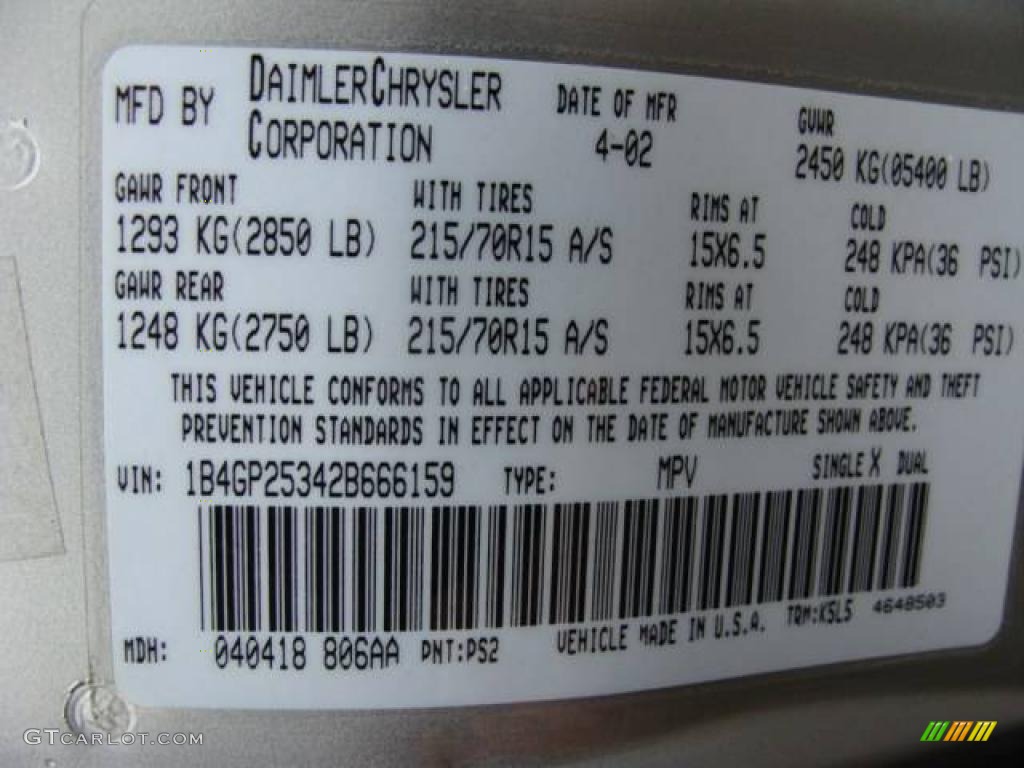 MFD BY DAIMLERCHRYSLER CORPORATION
DATE OF MFR 4-02
GVWR 2450 KG(05400 LB)
GAWR FRONT WITH TIRES RIMS AT COLD
1293 KG(2850 LB) 215/70R15 A/S 15X6.5 248 KPA(36 PSI)
GAWR REAR WITH TIRES RIMS AT COLD
1248 KG(2750 LB) 215/70R15 A/S 15X6.5 248 KPA(36 PSI)
THIS VEHICLE CONFORMS TO ALL APPLICABLE FEDERAL MOTOR VEHICLE SAFETY AND THEFT
PREVENTION STANDARDS IN EFFECT ON THE DATE OF MANUFACTURE SHOWN ABOVE.
VIN: 1B4GP25342B666159 TYPE: MPV SINGLE X DUAL
MDH: 040418 806AA PNT:PS2 VEHICLE MADE IN U.S.A. TRM:K5L5 4648503
GTCARLOT.COM